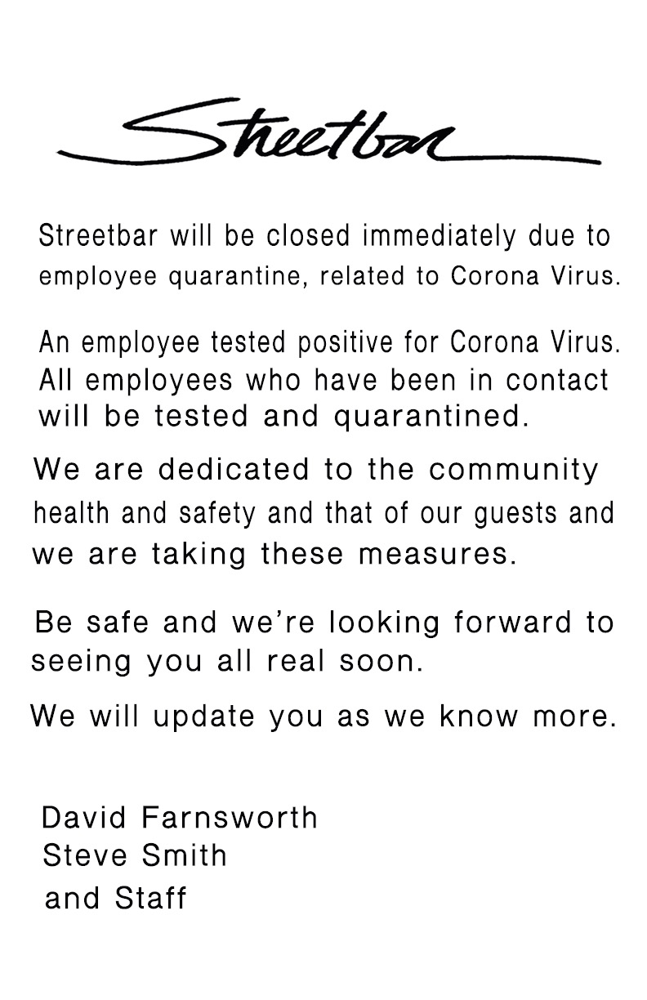 Streetbar
Streetbar will be closed immediately due to
employee quarantine, related to Corona Virus.
An employee tested positive for Corona Virus.
All employees who have been in contact
will be tested and quarantined.
We are dedicated to the community
health and safety and that of our guests and
we are taking these measures.
Be safe and we’re looking forward to
seeing you all real soon.
We will update you as we know more.
David Farnsworth
Steve Smith
and Staff